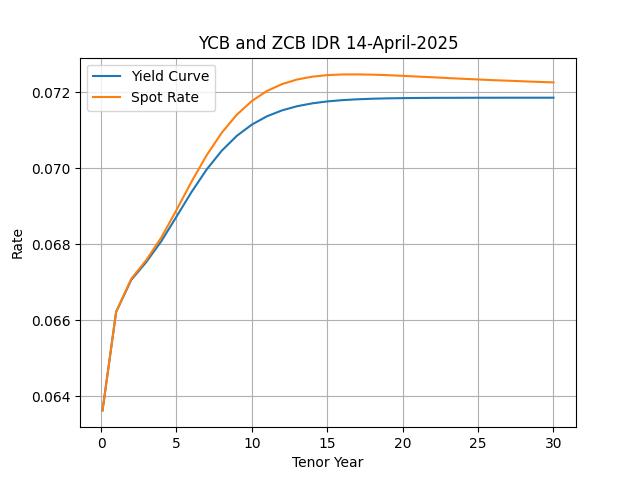 YCB and ZCB IDR 14-April-2025
Yield Curve
Spot Rate
Rate
0.072
0.070
0.068
0.066
0.064
0 5 10 15 20 25 30
Tenor Year